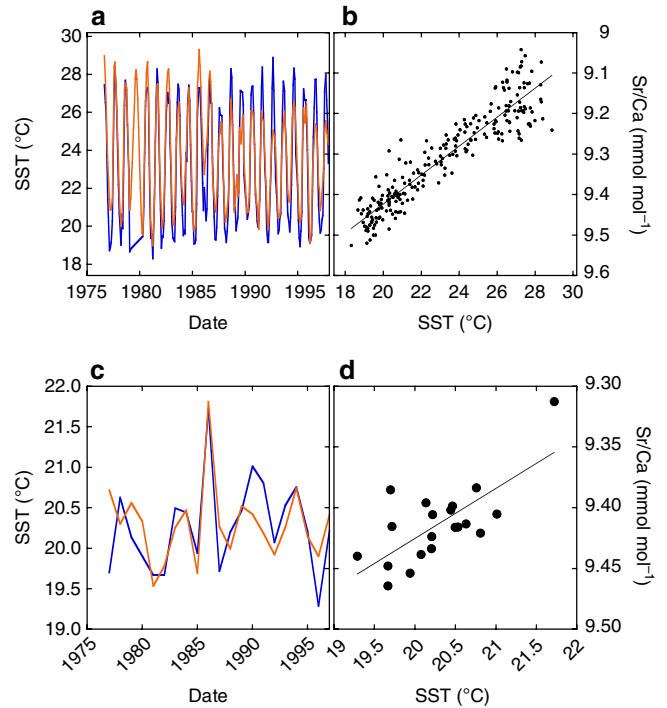 a
b
30
28
26
24
22
20
18
SST (°C)
1975 1980 1985 1990 1995
Date
9
9.1
9.2
9.3
9.4
9.5
9.6
Sr/Ca (mmol mol⁻¹)
18 20 22 24 26 28 30
SST (°C)
c
d
22.0
21.5
21.0
20.5
20.0
19.5
19.0
SST (°C)
1975 1980 1985 1990 1995
Date
9.30
9.35
9.40
9.45
9.50
Sr/Ca (mmol mol⁻¹)
19 19.5 20 20.5 21 21.5 22
SST (°C)